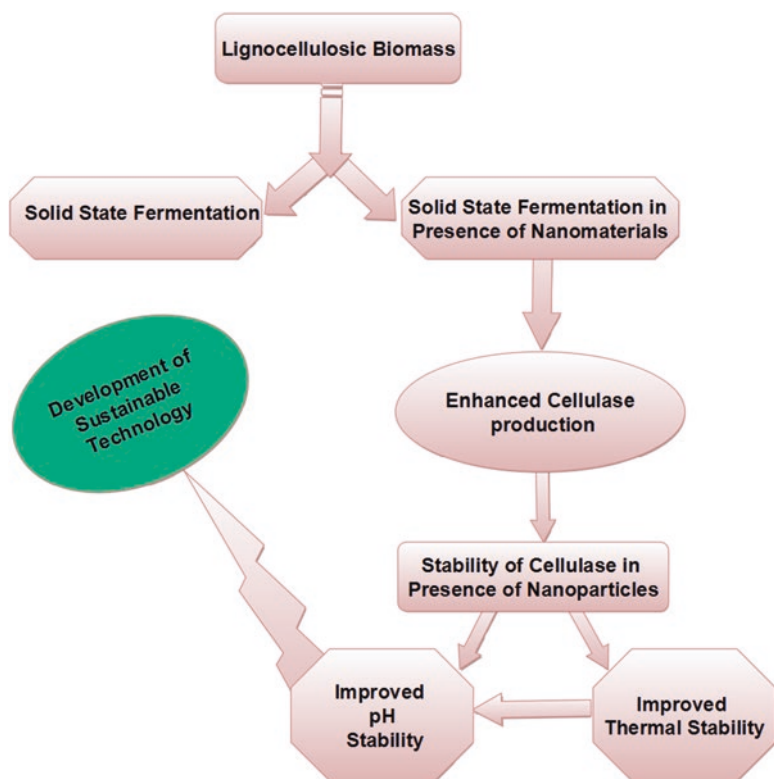 Lignocellulosic Biomass
Solid State Fermentation
Solid State Fermentation in
Presence of Nanomaterials
Development of
Sustainable
Technology
Enhanced Cellulase
production
Stability of Cellulase in
Presence of Nanoparticles
Improved
pH
Stability
Improved
Thermal Stability